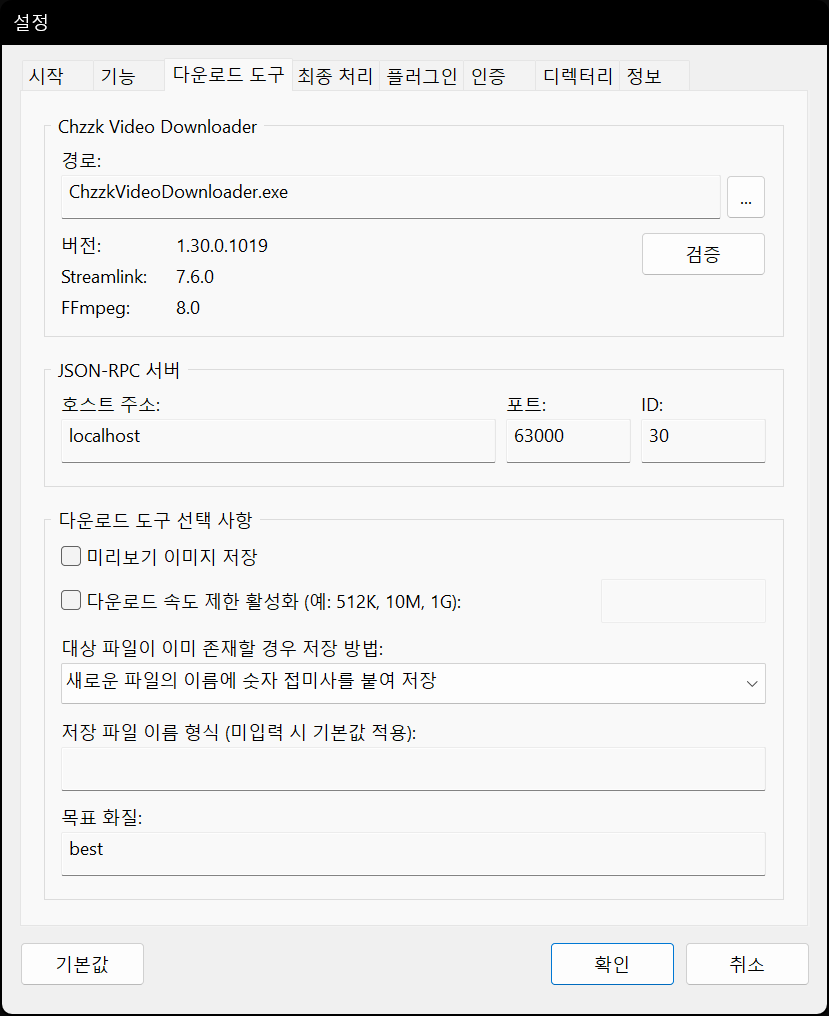 설정
시작 기능 다운로드 도구 최종 처리 플러그인 인증 디렉터리 정보
Chzzk Video Downloader
경로:
ChzzkVideoDownloader.exe ...
버전: 1.30.0.1019 검증
Streamlink: 7.6.0
FFmpeg: 8.0
JSON-RPC 서버
호스트 주소: 포트: ID:
localhost 63000 30
다운로드 도구 선택 사항
미리보기 이미지 저장
다운로드 속도 제한 활성화 (예: 512K, 10M, 1G):
대상 파일이 이미 존재할 경우 저장 방법:
새로운 파일의 이름에 숫자 접미사를 붙여 저장
저장 파일 이름 형식 (미입력 시 기본값 적용):
목표 화질:
best
기본값 확인 취소